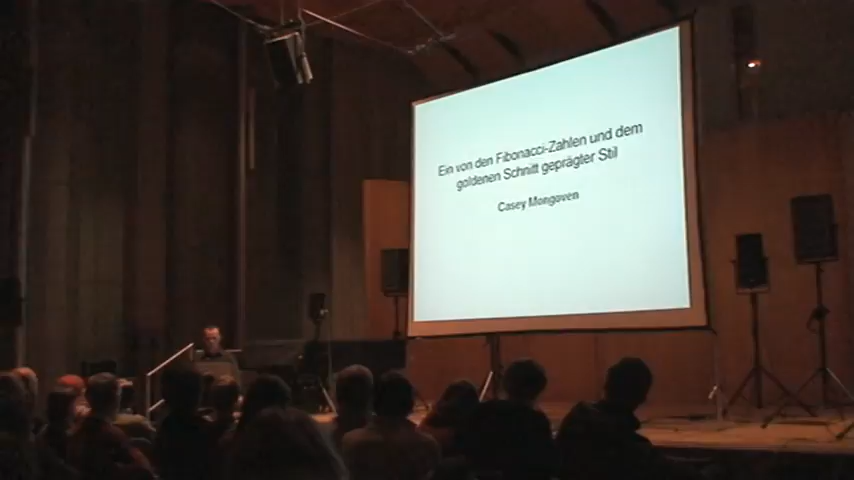 Ein von den Fibonacci-Zahlen und dem
goldenen Schnitt geprägter Stil
Casey Mongoven